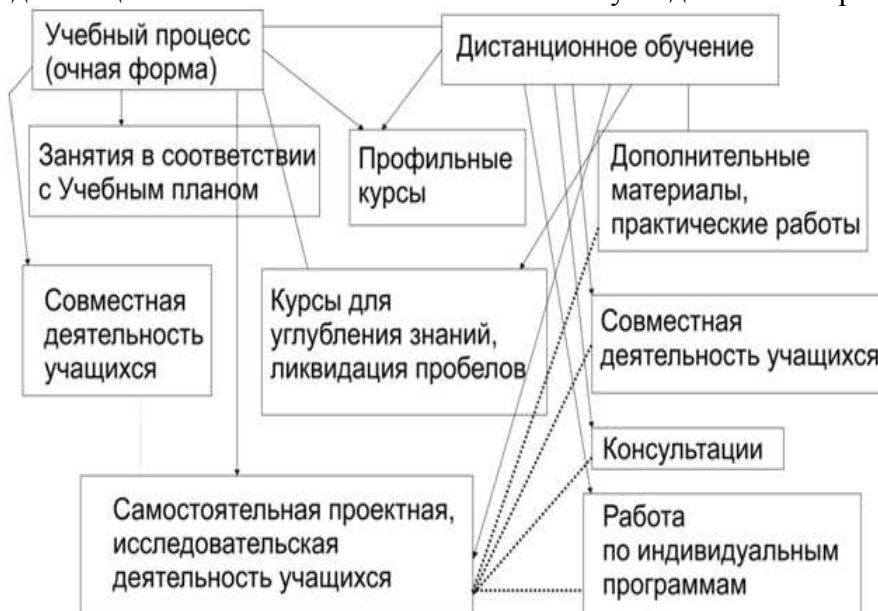 Учебный процесс
(очная форма)
Дистанционное обучение
Занятия в соответствии
с Учебным планом
Профильные
курсы
Дополнительные
материалы,
практические работы
Совместная
деятельность
учащихся
Курсы для
углубления знаний,
ликвидация пробелов
Совместная
деятельность учащихся
Консультации
Самостоятельная проектная,
исследовательская
деятельность учащихся
Работа
по индивидуальным
программам